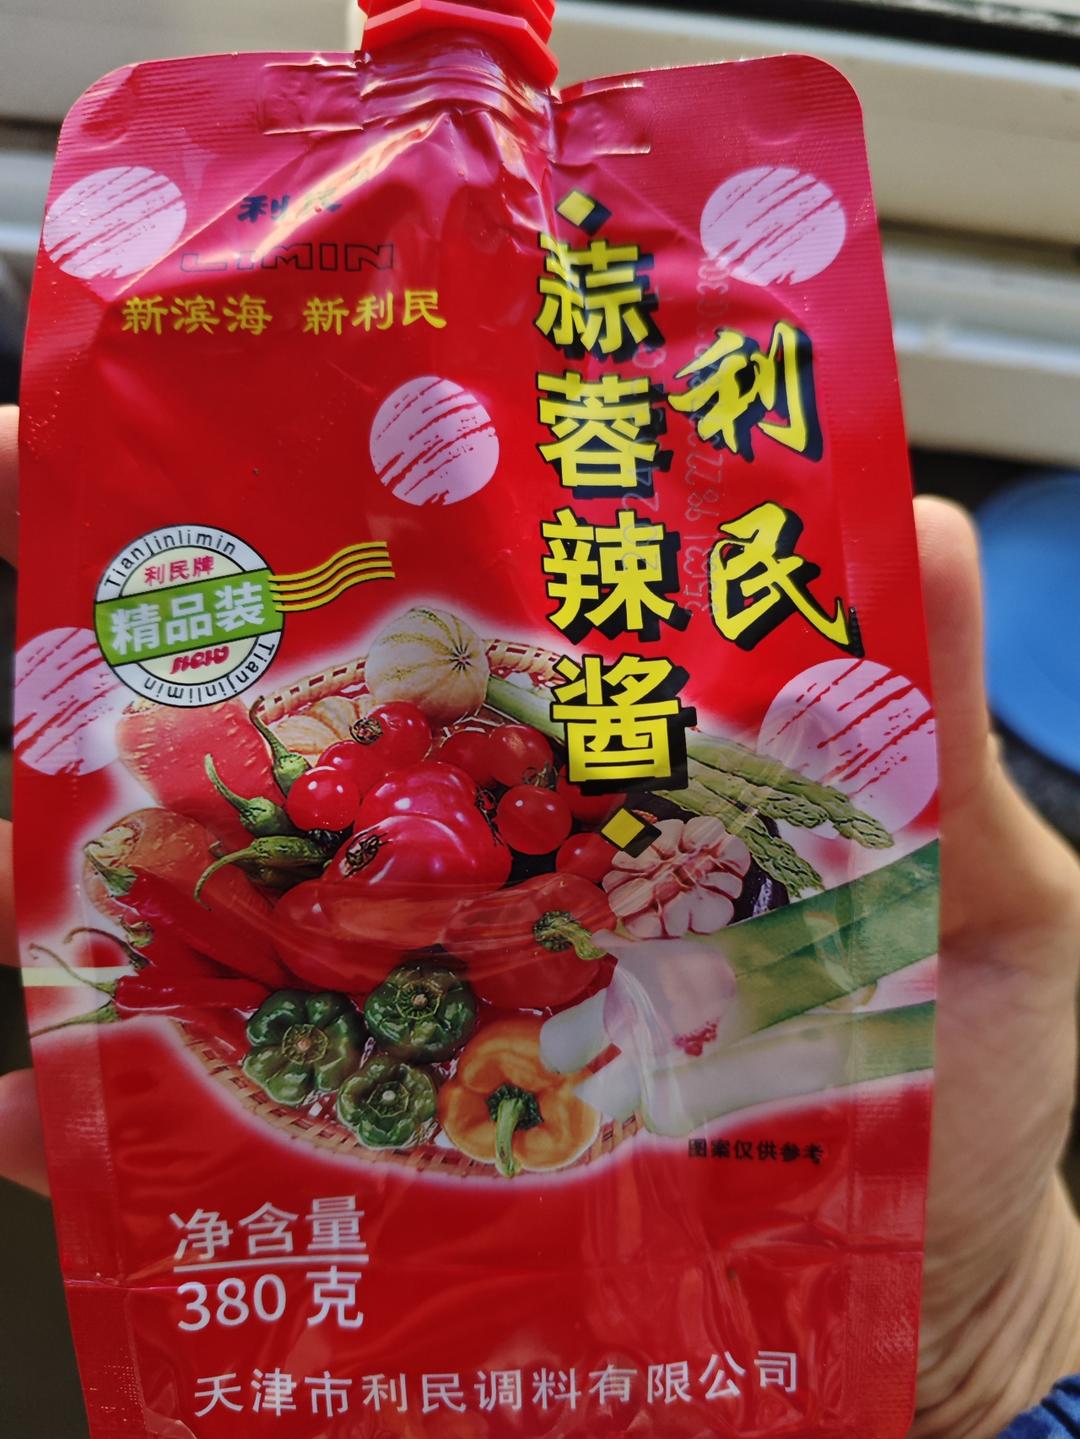 利民
LIMIN
新滨海 新利民
利民
蒜蓉辣酱
Tianjinlimin
利民牌
精品装
new
Tianjinlimin
图案仅供参考
净含量
380克
天津市利民调料有限公司